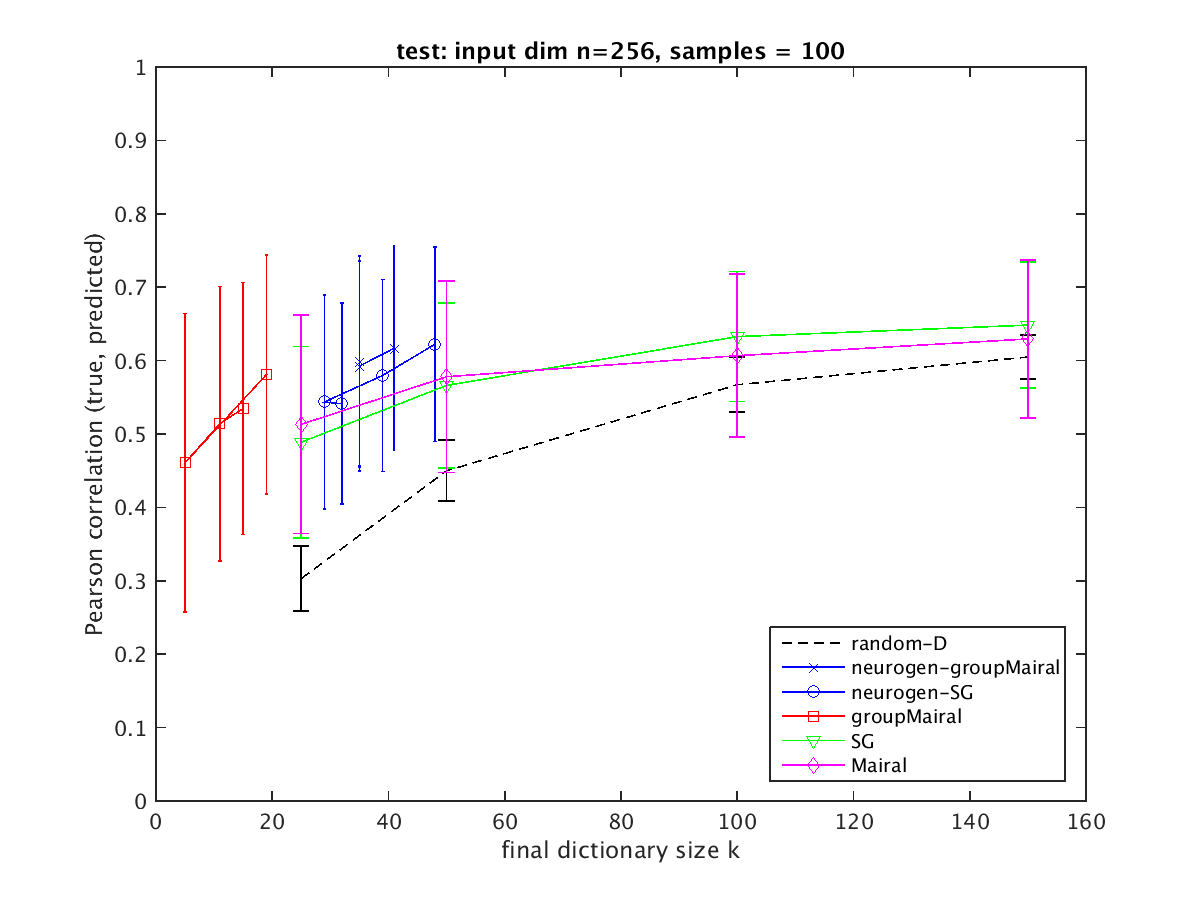 test: input dim n=256, samples = 100
Pearson correlation (true, predicted)
1
0.9
0.8
0.7
0.6
0.5
0.4
0.3
0.2
0.1
0
0 20 40 60 80 100 120 140 160
final dictionary size k
random-D
neurogen-groupMairal
neurogen-SG
groupMairal
SG
Mairal